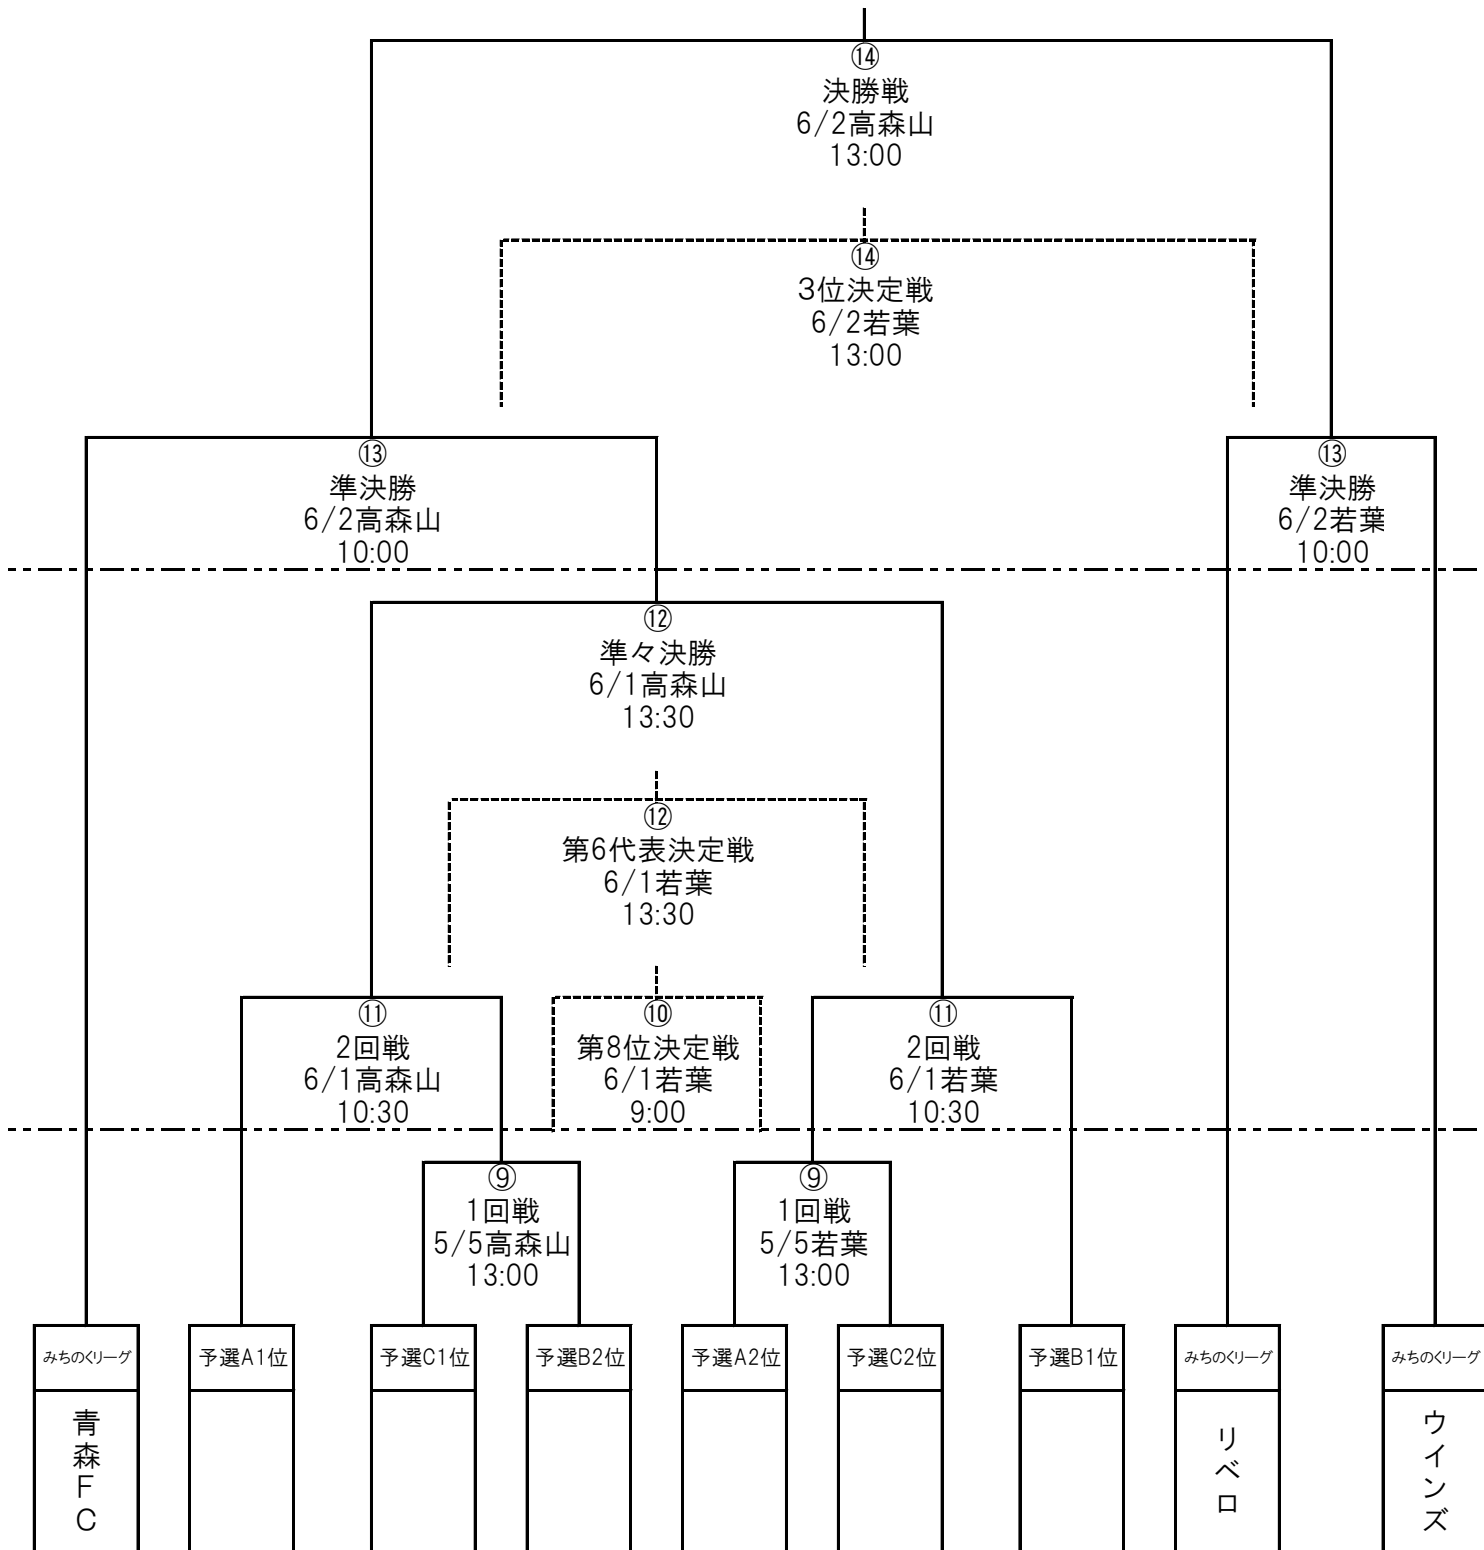 ⑭
決勝戦
6/2高森山
13:00
⑭
3位決定戦
6/2若葉
13:00
⑬
準決勝
6/2高森山
10:00
⑬
準決勝
6/2若葉
10:00
⑫
準々決勝
6/1高森山
13:30
⑫
第6代表決定戦
6/1若葉
13:30
⑪
2回戦
6/1高森山
10:30
⑩
第8位決定戦
6/1若葉
9:00
⑪
2回戦
6/1若葉
10:30
⑨
1回戦
5/5高森山
13:00
⑨
1回戦
5/5若葉
13:00
みちのくリーグ
予選A1位
予選C1位
予選B2位
予選A2位
予選C2位
予選B1位
みちのくリーグ
みちのくリーグ
青森FC
リベロ
ウインズ